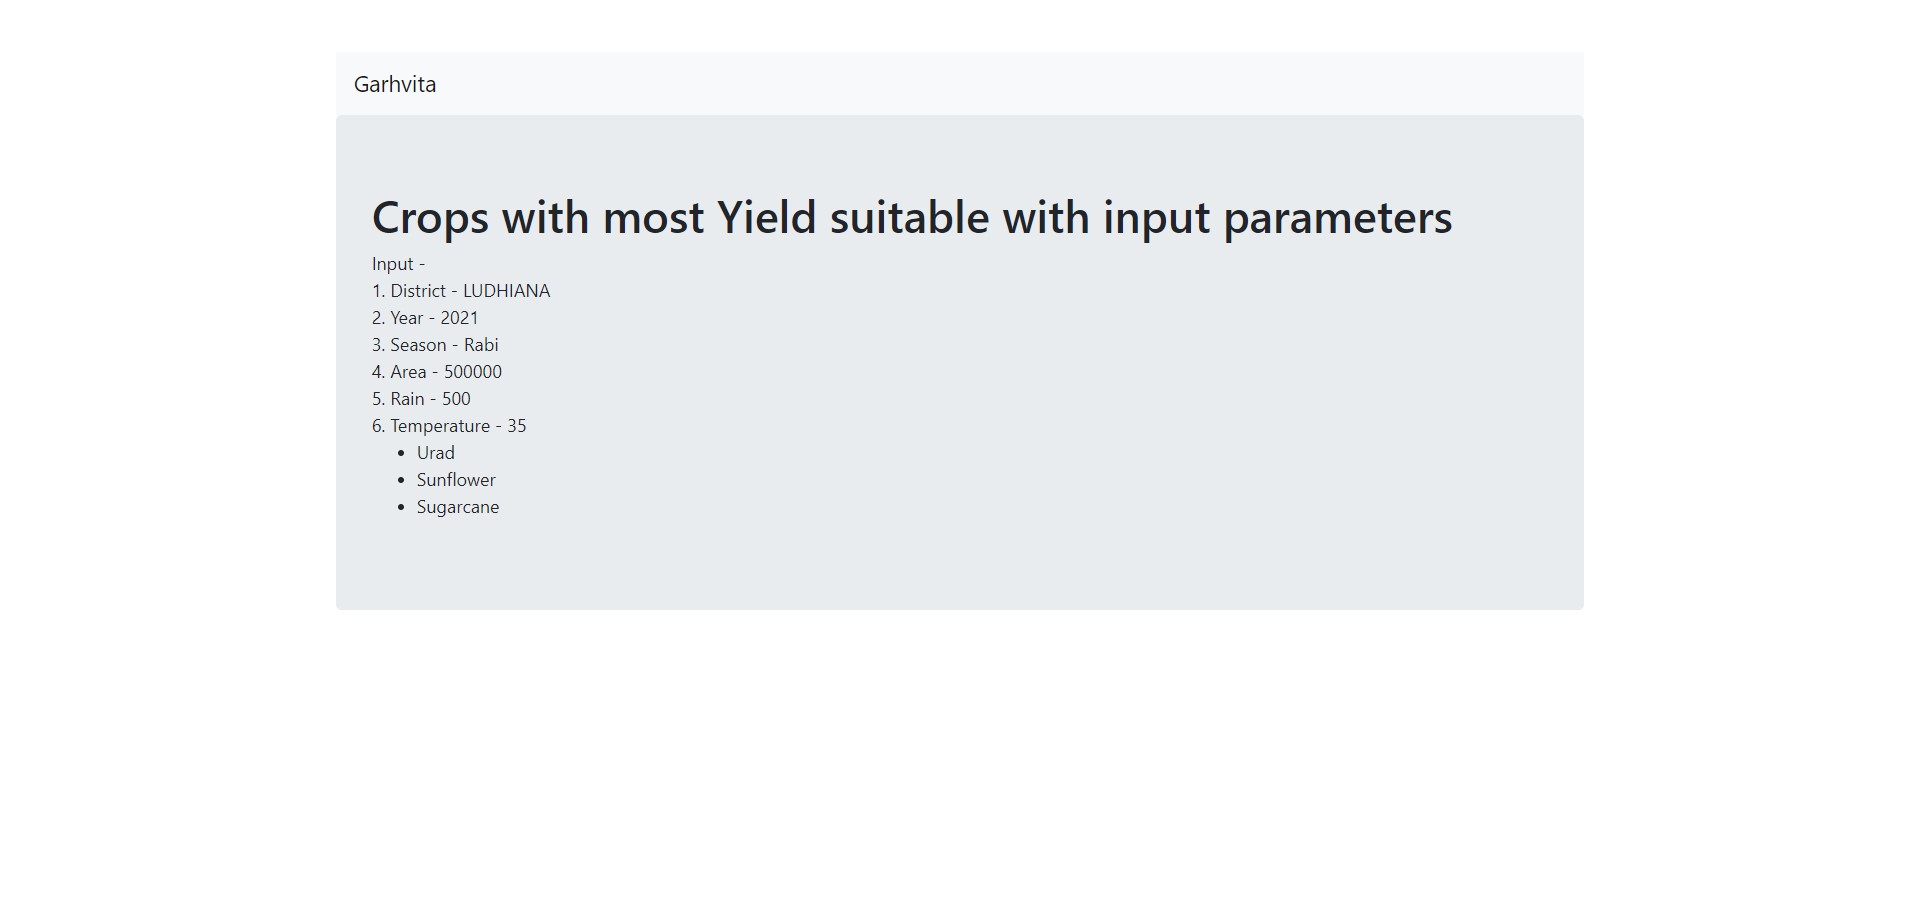 Garhvita
Crops with most Yield suitable with input parameters
Input -
1. District - LUDHIANA
2. Year - 2021
3. Season - Rabi
4. Area - 500000
5. Rain - 500
6. Temperature - 35
• Urad
• Sunflower
• Sugarcane